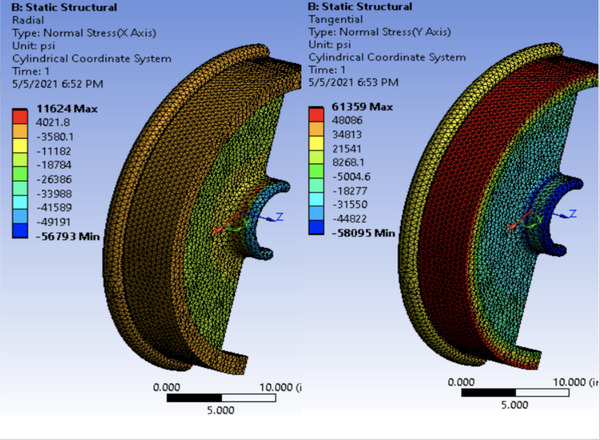 B: Static Structural
Radial
Type: Normal Stress(X Axis)
Unit: psi
Cylindrical Coordinate System
Time: 1
5/5/2021 6:52 PM
11624 Max
4021.8
-3580.1
-11182
-18784
-26386
-33988
-41589
-49191
-56793 Min
Z
0.000
10.000 (i
5.000
B: Static Structural
Tangential
Type: Normal Stress(Y Axis)
Unit: psi
Cylindrical Coordinate System
Time: 1
5/5/2021 6:53 PM
61359 Max
48086
34813
21541
8268.1
-5004.6
-18277
-31550
-44822
-58095 Min
Z
0.000
10.000 (ir
5.000